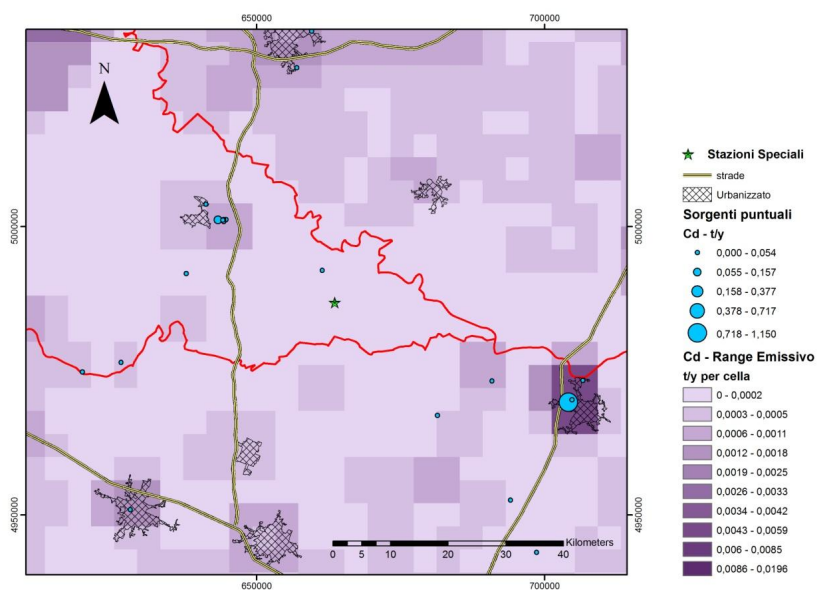 650000
700000
N
5000000
5000000
4950000
4950000
Kilometers
0 5 10 20 30 40
650000
700000
Stazioni Speciali
strade
Urbanizzato
Sorgenti puntuali
Cd - t/y
0,000 - 0,054
0,055 - 0,157
0,158 - 0,377
0,378 - 0,717
0,718 - 1,150
Cd - Range Emissivo
t/y per cella
0 - 0,0002
0,0003 - 0,0005
0,0006 - 0,0011
0,0012 - 0,0018
0,0019 - 0,0025
0,0026 - 0,0033
0,0034 - 0,0042
0,0043 - 0,0059
0,06 - 0,0085
0,0086 - 0,0196